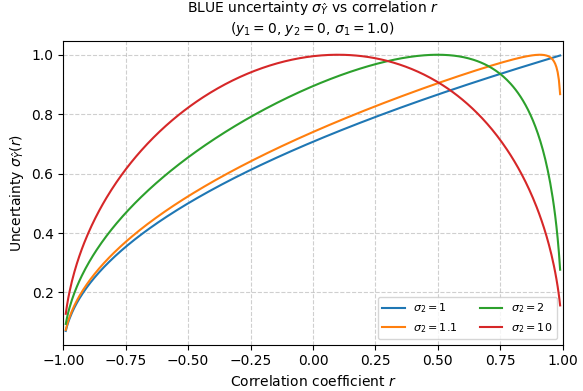 BLUE uncertainty σ_Ŷ vs correlation r
(y₁ = 0, y₂ = 0, σ₁ = 1.0)
Uncertainty σ_Ŷ(r)
1.0
0.8
0.6
0.4
0.2
σ₂ = 1
σ₂ = 1.1
σ₂ = 2
σ₂ = 10
−1.00 −0.75 −0.50 −0.25 0.00 0.25 0.50 0.75 1.00
Correlation coefficient r